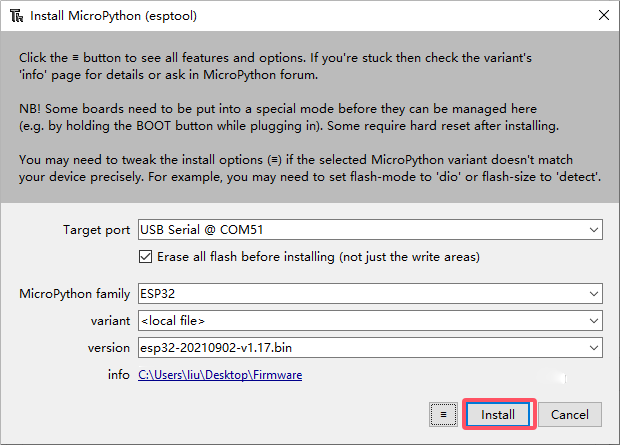 Install MicroPython (esptool)
Click the ≡ button to see all features and options. If you're stuck then check the variant's
'info' page for details or ask in MicroPython forum.
NB! Some boards need to be put into a special mode before they can be managed here
(e.g. by holding the BOOT button while plugging in). Some require hard reset after installing.
You may need to tweak the install options (≡) if the selected MicroPython variant doesn't match
your device precisely. For example, you may need to set flash-mode to 'dio' or flash-size to 'detect'.
Target port USB Serial @ COM51
Erase all flash before installing (not just the write areas)
MicroPython family ESP32
variant <local file>
version esp32-20210902-v1.17.bin
info C:\Users\liu\Desktop\Firmware
≡ Install Cancel